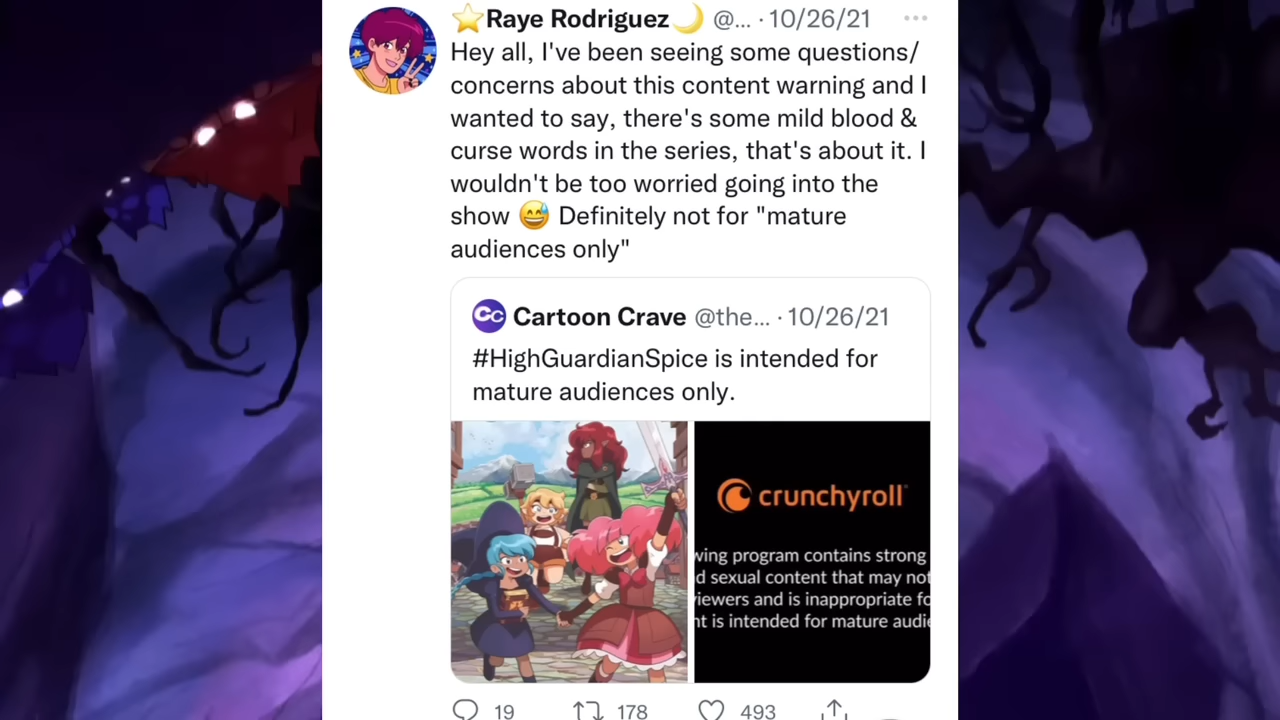 ⭐Raye Rodriguez🌙 @... · 10/26/21
Hey all, I've been seeing some questions/
concerns about this content warning and I
wanted to say, there's some mild blood &
curse words in the series, that's about it. I
wouldn't be too worried going into the
show 😅 Definitely not for "mature
audiences only"
Cartoon Crave @the... · 10/26/21
#HighGuardianSpice is intended for
mature audiences only.
crunchyroll
wing program contains strong
d sexual content that may not
iewers and is inappropriate fo
nt is intended for mature audie
19 178 493